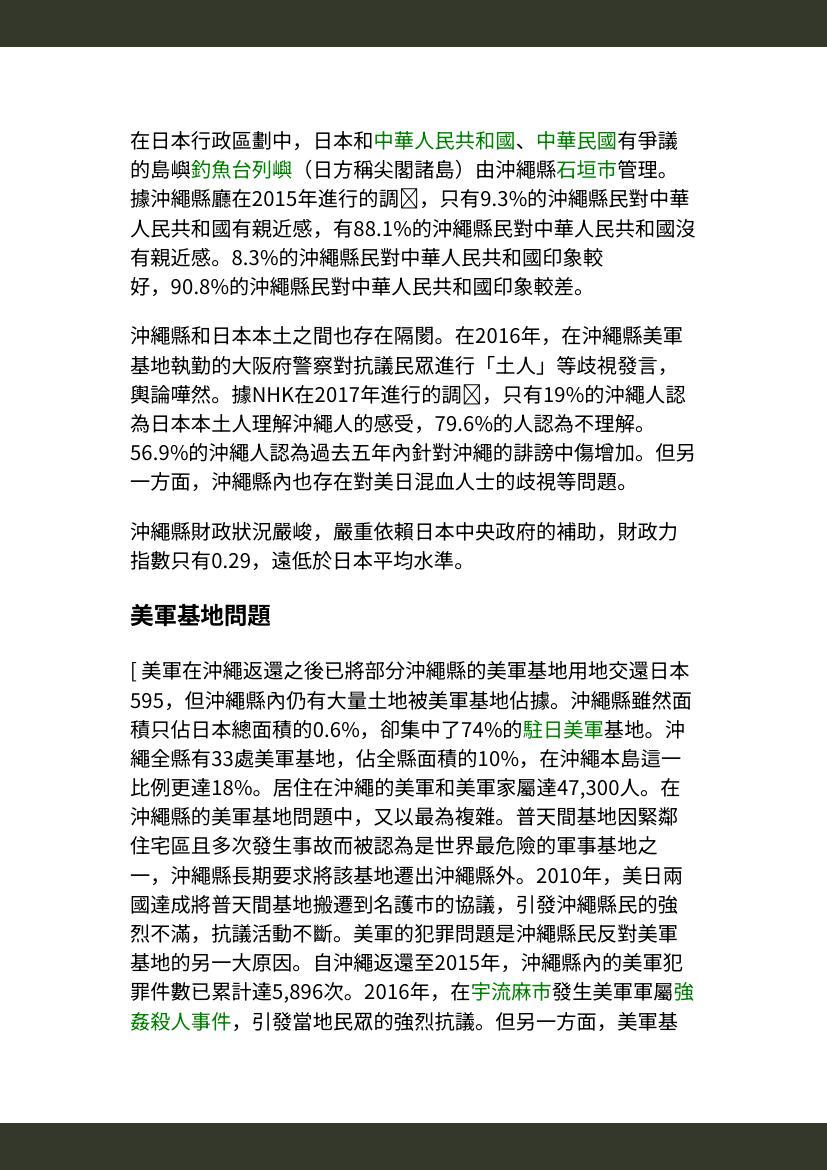 在日本行政區劃中，日本和中華人民共和國、中華民國有爭議
的島嶼釣魚台列嶼（日方稱尖閣諸島）由沖繩縣石垣市管理。
據沖繩縣廳在2015年進行的調，只有9.3%的沖繩縣民對中華
人民共和國有親近感，有88.1%的沖繩縣民對中華人民共和國沒
有親近感。8.3%的沖繩縣民對中華人民共和國印象較
好，90.8%的沖繩縣民對中華人民共和國印象較差。
沖繩縣和日本本土之間也存在隔閡。在2016年，在沖繩縣美軍
基地執勤的大阪府警察對抗議民眾進行「土人」等歧視發言，
輿論嘩然。據NHK在2017年進行的調，只有19%的沖繩人認
為日本本土人理解沖繩人的感受，79.6%的人認為不理解。
56.9%的沖繩人認為過去五年內針對沖繩的誹謗中傷增加。但另
一方面，沖繩縣內也存在對美日混血人士的歧視等問題。
沖繩縣財政狀況嚴峻，嚴重依賴日本中央政府的補助，財政力
指數只有0.29，遠低於日本平均水準。
美軍基地問題
[ 美軍在沖繩返還之後已將部分沖繩縣的美軍基地用地交還日本
595，但沖繩縣內仍有大量土地被美軍基地佔據。沖繩縣雖然面
積只佔日本總面積的0.6%，卻集中了74%的駐日美軍基地。沖
繩全縣有33處美軍基地，佔全縣面積的10%，在沖繩本島這一
比例更達18%。居住在沖繩的美軍和美軍家屬達47,300人。在
沖繩縣的美軍基地問題中，又以最為複雜。普天間基地因緊鄰
住宅區且多次發生事故而被認為是世界最危險的軍事基地之
一，沖繩縣長期要求將該基地遷出沖繩縣外。2010年，美日兩
國達成將普天間基地搬遷到名護市的協議，引發沖繩縣民的強
烈不滿，抗議活動不斷。美軍的犯罪問題是沖繩縣民反對美軍
基地的另一大原因。自沖繩返還至2015年，沖繩縣內的美軍犯
罪件數已累計達5,896次。2016年，在宇流麻市發生美軍軍屬強
姦殺人事件，引發當地民眾的強烈抗議。但另一方面，美軍基